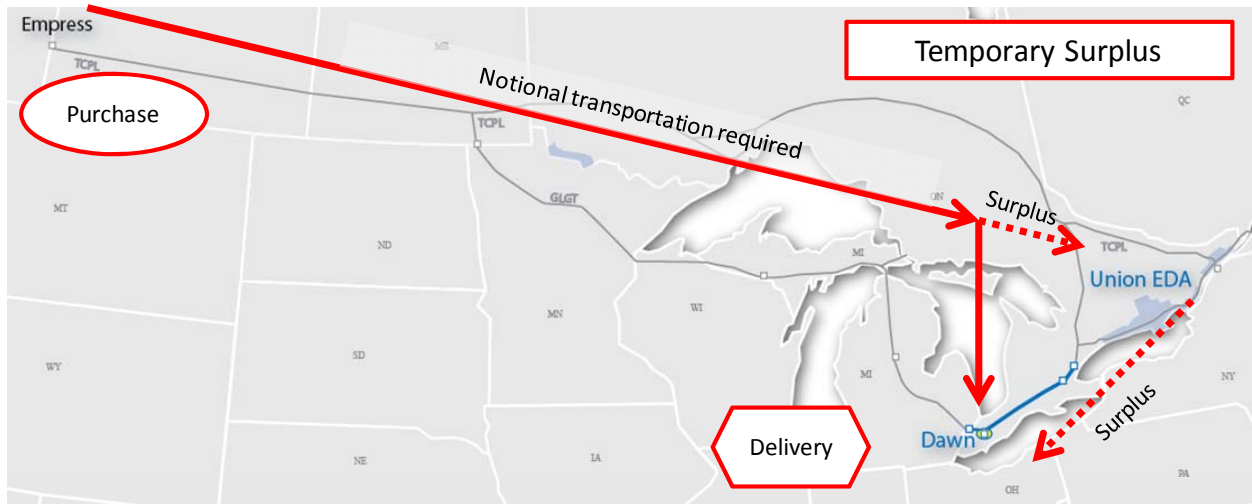 Empress
TCPL
Purchase
Notional transportation required
Temporary Surplus
QC
TCPL
GLGT
ON
Surplus
TCPL
Union EDA
MT
ND
MN
WI
MI
SD
WY
MI
NY
Surplus
Delivery
Dawn
NE
IA
OH
PA